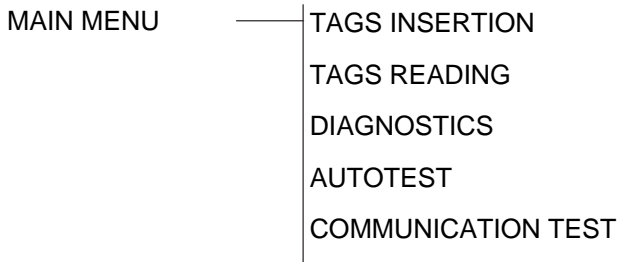 MAIN MENU TAGS INSERTION
TAGS READING
DIAGNOSTICS
AUTOTEST
COMMUNICATION TEST